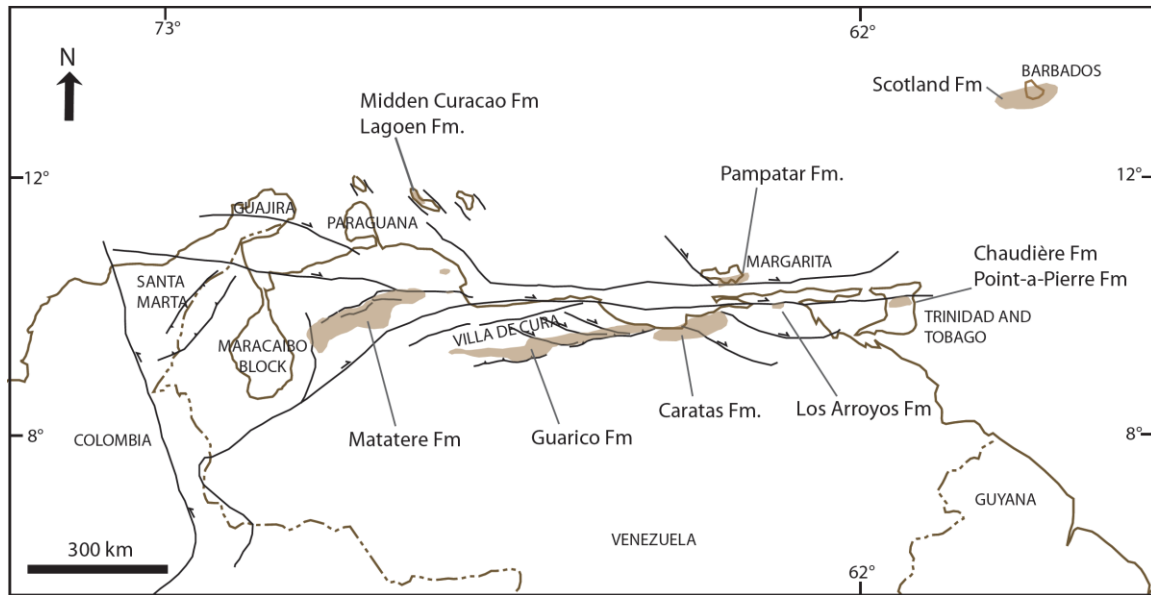 73°
62°
N
BARBADOS
Scotland Fm
Midden Curacao Fm
Lagoen Fm.
12°
12°
Pampatar Fm.
GUAJIRA
PARAGUANA
MARGARITA
Chaudière Fm
Point-a-Pierre Fm
SANTA
MARTA
TRINIDAD AND
TOBAGO
VILLA DE CURA
MARACAIBO
BLOCK
Matatere Fm
Guarico Fm
Caratas Fm.
Los Arroyos Fm
8°
8°
COLOMBIA
GUYANA
VENEZUELA
300 km
62°